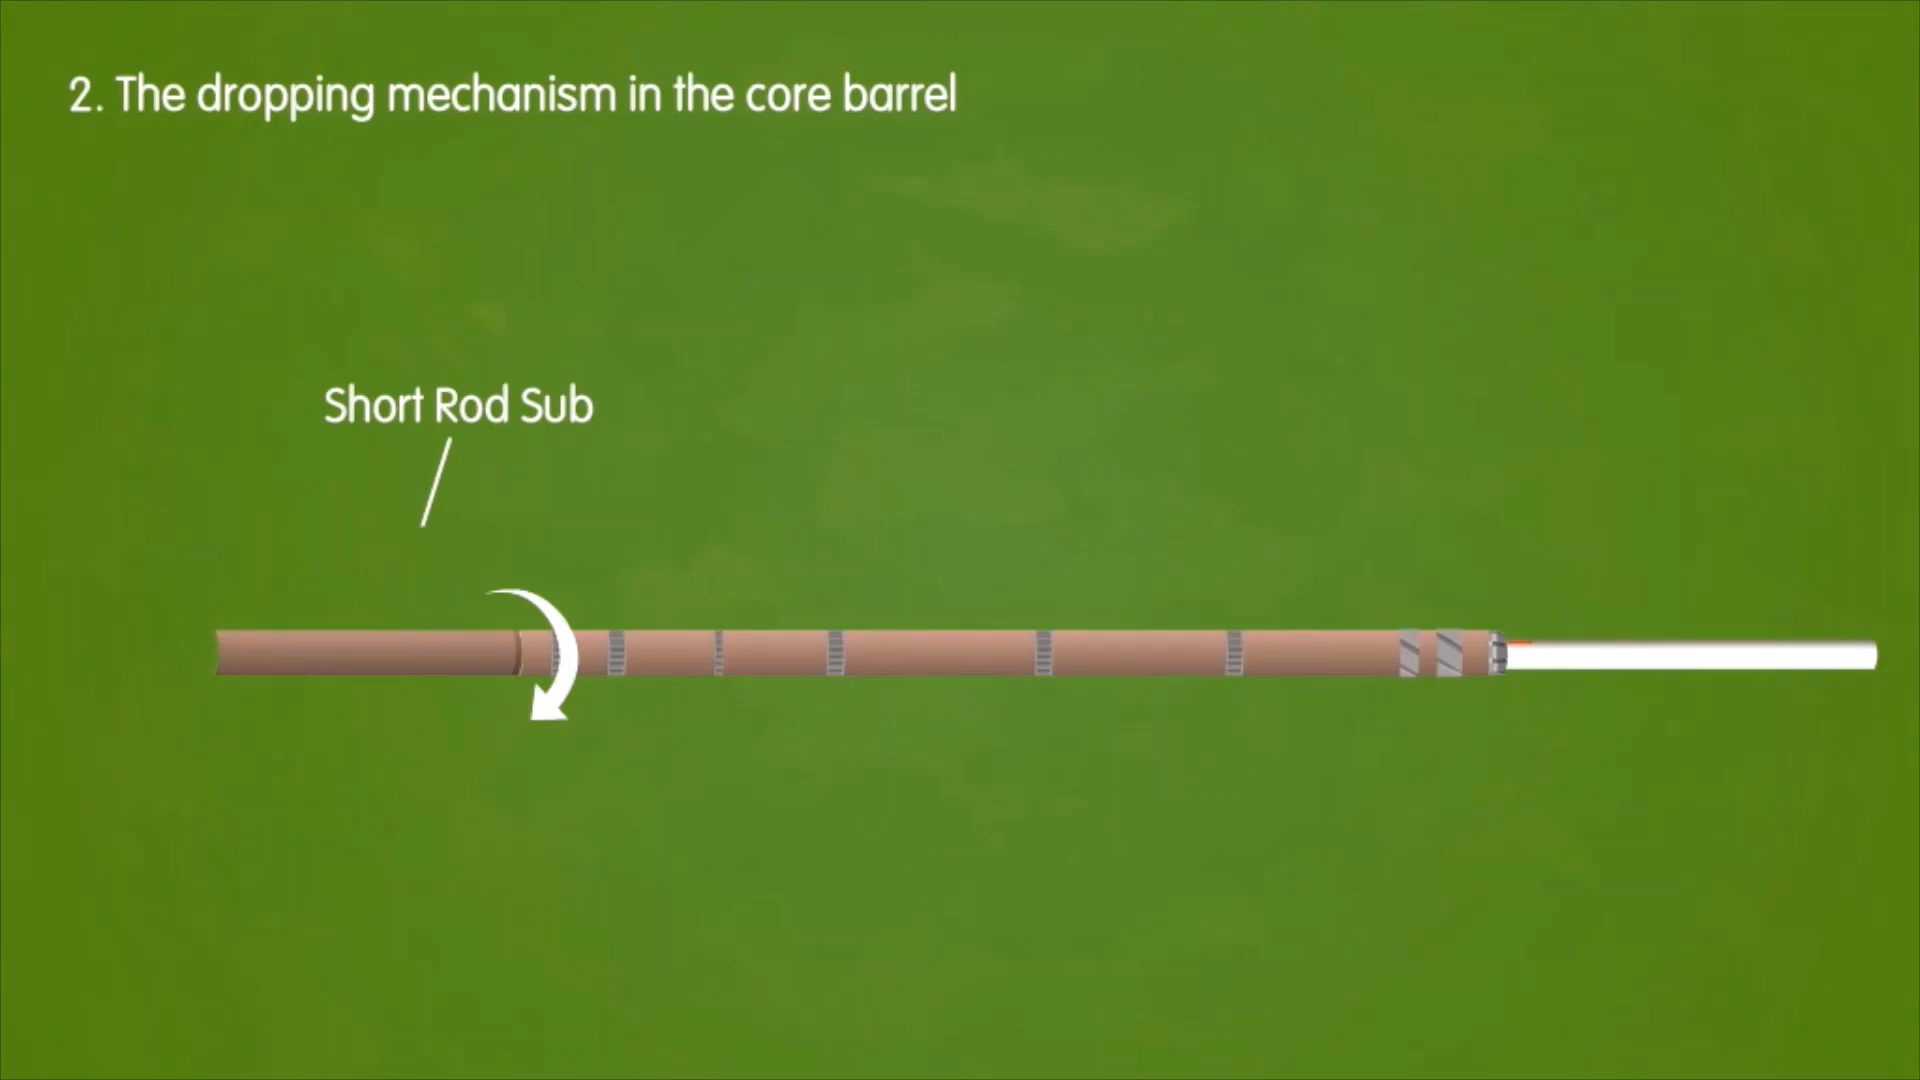 2. The dropping mechanism in the core barrel
Short Rod Sub